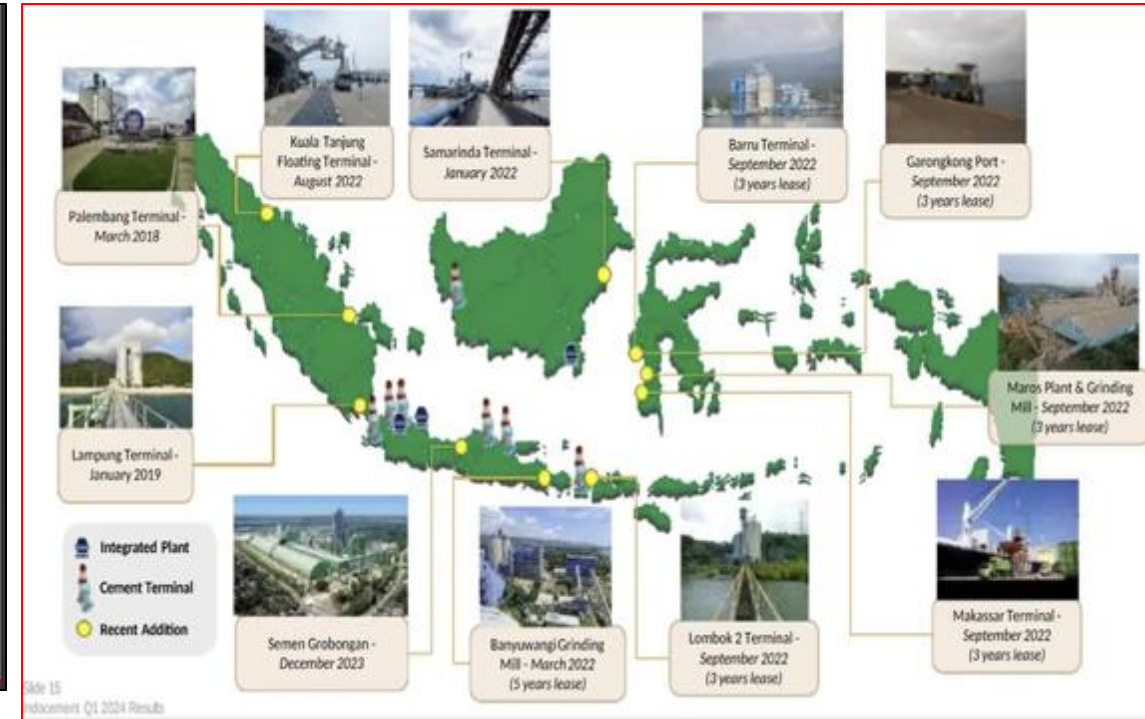 Kuala Tanjung
Floating Terminal -
August 2022
Samarinda Terminal -
January 2022
Barru Terminal -
September 2022
(3 years lease)
Garongkong Port -
September 2022
(3 years lease)
Palembang Terminal -
March 2018
Maros Plant & Grinding
Mill - September 2022
(3 years lease)
Lampung Terminal -
January 2019
Integrated Plant
Cement Terminal
Recent Addition
Semen Grobongan -
December 2023
Banyuwangi Grinding
Mill - March 2022
(5 years lease)
Lombok 2 Terminal -
September 2022
(3 years lease)
Makassar Terminal -
September 2022
(3 years lease)
Slide 15
Indocement Q1 2024 Results